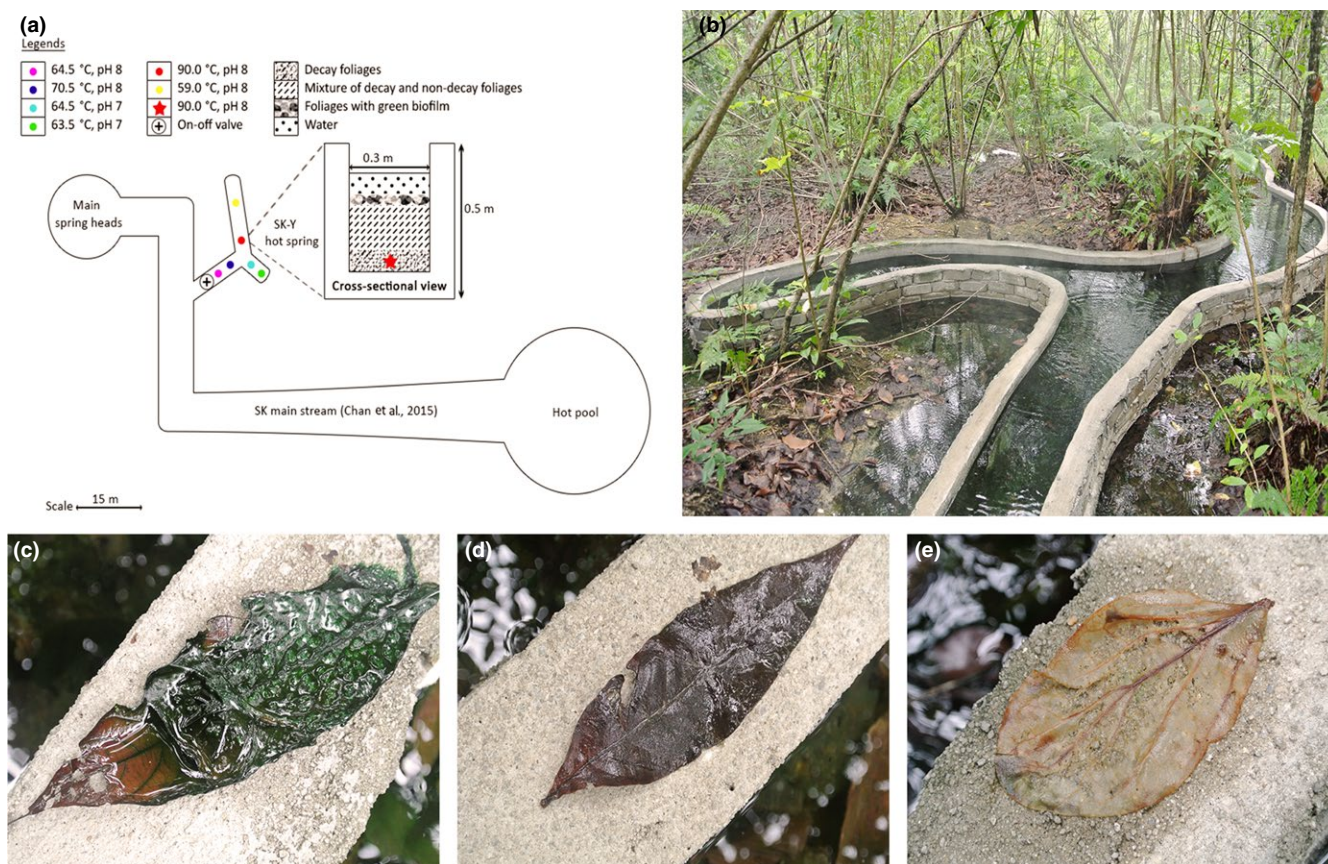 (a)
Legends
64.5 °C, pH 8
70.5 °C, pH 8
64.5 °C, pH 7
63.5 °C, pH 7
90.0 °C, pH 8
59.0 °C, pH 8
90.0 °C, pH 8
On-off valve
Decay foliages
Mixture of decay and non-decay foliages
Foliages with green biofilm
Water
Main
spring heads
SK-Y
hot spring
0.3 m
0.5 m
Cross-sectional view
SK main stream (Chan et al., 2015)
Hot pool
Scale 15 m
(b)
(c)
(d)
(e)